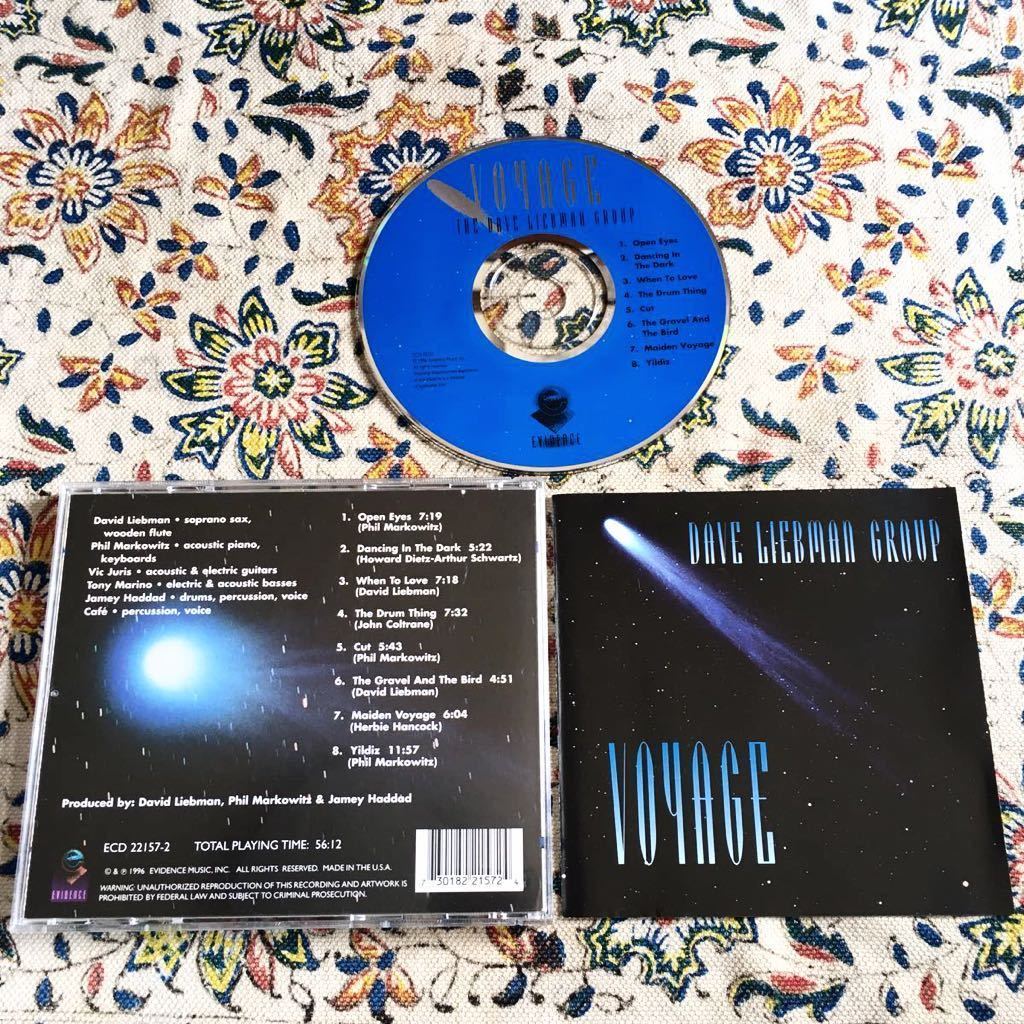 VOYAGE
THE DAVE LIEBMAN GROUP
1. Open Eyes
2. Dancing In
The Dark
3. When To Love
4. The Drum Thing
5. Cut
6. The Gravel And
The Bird
7. Maiden Voyage
8. Yildiz
EVIDENCE
David Liebman • soprano sax,
wooden flute
Phil Markowitz • acoustic piano,
keyboards
Vic Juris • acoustic & electric guitars
Tony Marino • electric & acoustic basses
Jamey Haddad • drums, percussion, voice
Café • percussion, voice
1. Open Eyes 7:19
(Phil Markowitz)
2. Dancing In The Dark 5:22
(Howard Dietz-Arthur Schwartz)
3. When To Love 7:18
(David Liebman)
4. The Drum Thing 7:32
(John Coltrane)
5. Cut 5:43
(Phil Markowitz)
6. The Gravel And The Bird 4:51
(David Liebman)
7. Maiden Voyage 6:04
(Herbie Hancock)
8. Yildiz 11:57
(Phil Markowitz)
Produced by: David Liebman, Phil Markowitz & Jamey Haddad
ECD 22157-2 TOTAL PLAYING TIME: 56:12
© & ℗ 1996 EVIDENCE MUSIC, INC. ALL RIGHTS RESERVED. MADE IN THE U.S.A.
WARNING: UNAUTHORIZED REPRODUCTION OF THIS RECORDING AND ARTWORK IS
PROHIBITED BY FEDERAL LAW AND SUBJECT TO CRIMINAL PROSECUTION.
EVIDENCE
7 30182 21572 4
DAVE LIEBMAN GROUP
VOYAGE